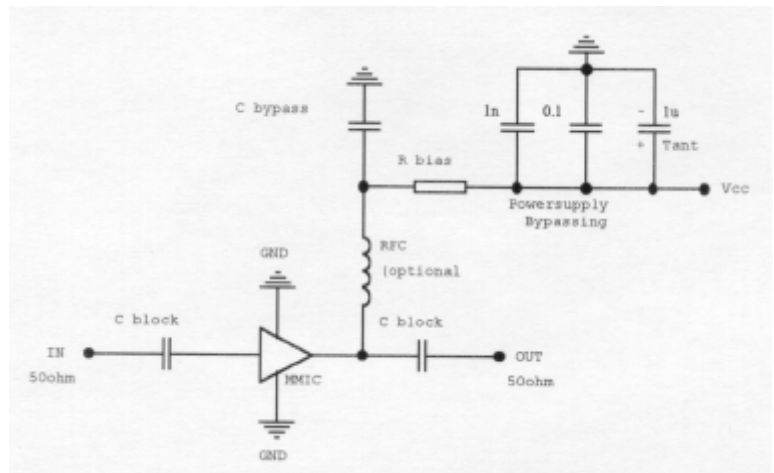 C bypass
1n
0.1
-
1u
+
Tant
R bias
Vcc
Powersupply
Bypassing
RFC
(optional
GND
C block
C block
IN
MMIC
OUT
50ohm
50ohm
GND